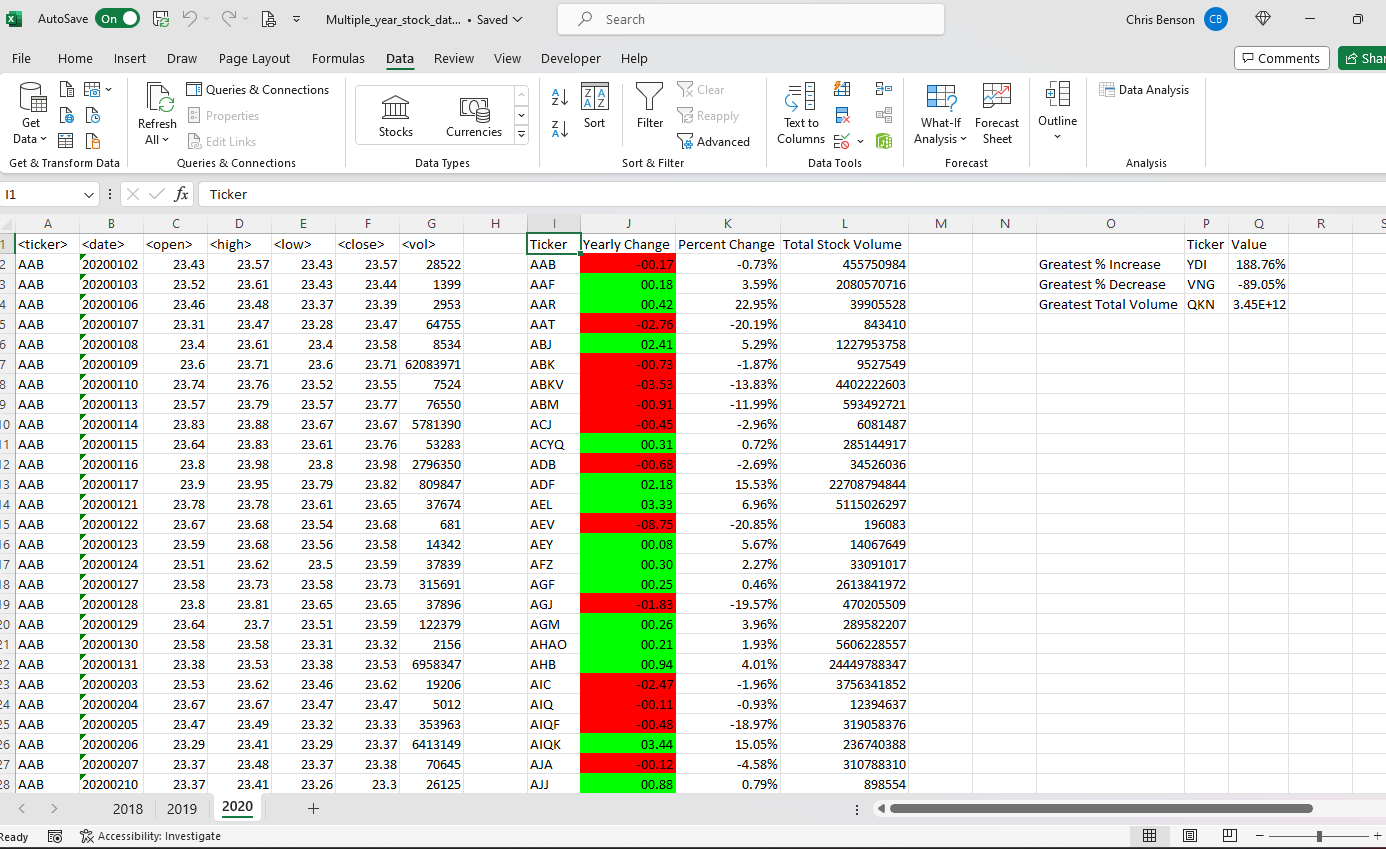 AutoSave On Multiple_year_stock_dat... • Saved Search Chris Benson CB
File Home Insert Draw Page Layout Formulas Data Review View Developer Help Comments Shar
Get Data Refresh All Queries & Connections Properties Edit Links Stocks Currencies Sort Filter Clear Reapply Advanced Text to Columns What-If Analysis Forecast Sheet Outline Data Analysis
Get & Transform Data Queries & Connections Data Types Sort & Filter Data Tools Forecast Analysis
I1 fx Ticker
A B C D E F G H I J K L M N O P Q R S
1 <ticker> <date> <open> <high> <low> <close> <vol> Ticker Yearly Change Percent Change Total Stock Volume Ticker Value
2 AAB 20200102 23.43 23.57 23.43 23.57 28522 AAB -00.17 -0.73% 455750984 Greatest % Increase YDI 188.76%
3 AAB 20200103 23.52 23.61 23.43 23.44 1399 AAF 00.18 3.59% 2080570716 Greatest % Decrease VNG -89.05%
4 AAB 20200106 23.46 23.48 23.37 23.39 2953 AAR 00.42 22.95% 39905528 Greatest Total Volume QKN 3.45E+12
5 AAB 20200107 23.31 23.47 23.28 23.47 64755 AAT -02.76 -20.19% 843410
6 AAB 20200108 23.4 23.61 23.4 23.58 8534 ABJ 02.41 5.29% 1227953758
7 AAB 20200109 23.6 23.71 23.6 23.71 62083971 ABK -00.73 -1.87% 9527549
8 AAB 20200110 23.74 23.76 23.52 23.55 7524 ABKV -03.53 -13.83% 4402222603
9 AAB 20200113 23.57 23.79 23.57 23.77 76550 ABM -00.91 -11.99% 593492721
10 AAB 20200114 23.83 23.88 23.67 23.67 5781390 ACJ -00.45 -2.96% 6081487
11 AAB 20200115 23.64 23.83 23.61 23.76 53283 ACYQ 00.31 0.72% 285144917
12 AAB 20200116 23.8 23.98 23.8 23.98 2796350 ADB -00.68 -2.69% 34526036
13 AAB 20200117 23.9 23.95 23.79 23.82 809847 ADF 02.18 15.53% 22708794844
14 AAB 20200121 23.78 23.78 23.61 23.65 37674 AEL 03.33 6.96% 5115026297
15 AAB 20200122 23.67 23.68 23.54 23.68 681 AEV -08.75 -20.85% 196083
16 AAB 20200123 23.59 23.68 23.56 23.58 14342 AEY 00.08 5.67% 14067649
17 AAB 20200124 23.51 23.62 23.5 23.59 37839 AFZ 00.30 2.27% 33091017
18 AAB 20200127 23.58 23.73 23.58 23.73 315691 AGF 00.25 0.46% 2613841972
19 AAB 20200128 23.8 23.81 23.65 23.65 37896 AGJ -01.83 -19.57% 470205509
20 AAB 20200129 23.64 23.7 23.51 23.59 122379 AGM 00.26 3.96% 289582207
21 AAB 20200130 23.58 23.58 23.31 23.32 2156 AHAO 00.21 1.93% 5606228557
22 AAB 20200131 23.38 23.53 23.38 23.53 6958347 AHB 00.94 4.01% 24449788347
23 AAB 20200203 23.53 23.62 23.46 23.62 19206 AIC -02.47 -1.96% 3756341852
24 AAB 20200204 23.67 23.67 23.47 23.47 5012 AIQ -00.11 -0.93% 12394637
25 AAB 20200205 23.47 23.49 23.32 23.33 363963 AIQF -00.48 -18.97% 319058376
26 AAB 20200206 23.29 23.41 23.29 23.37 6413149 AIQK 03.44 15.05% 236740388
27 AAB 20200207 23.37 23.48 23.37 23.38 70645 AJA -00.12 -4.58% 310788310
28 AAB 20200210 23.37 23.41 23.26 23.3 26125 AJJ 00.88 0.79% 898554
2018 2019 2020
Ready Accessibility: Investigate